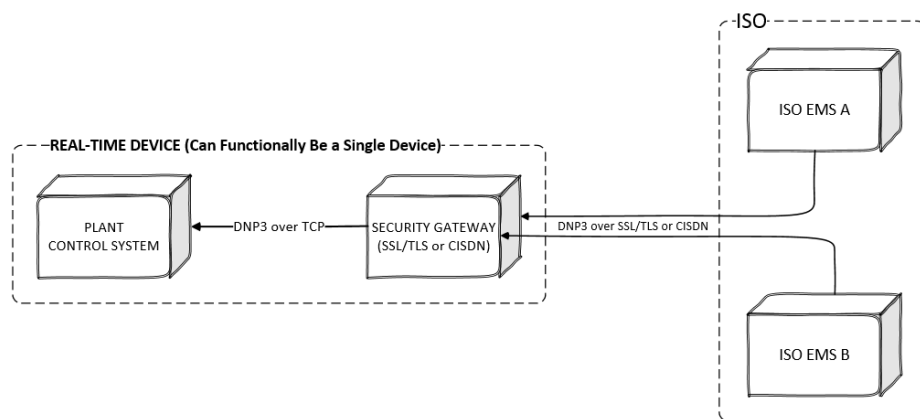 ISO
ISO EMS A
REAL-TIME DEVICE (Can Functionally Be a Single Device)
PLANT
CONTROL SYSTEM
DNP3 over TCP
SECURITY GATEWAY
(SSL/TLS or CISDN)
DNP3 over SSL/TLS or CISDN
ISO EMS B